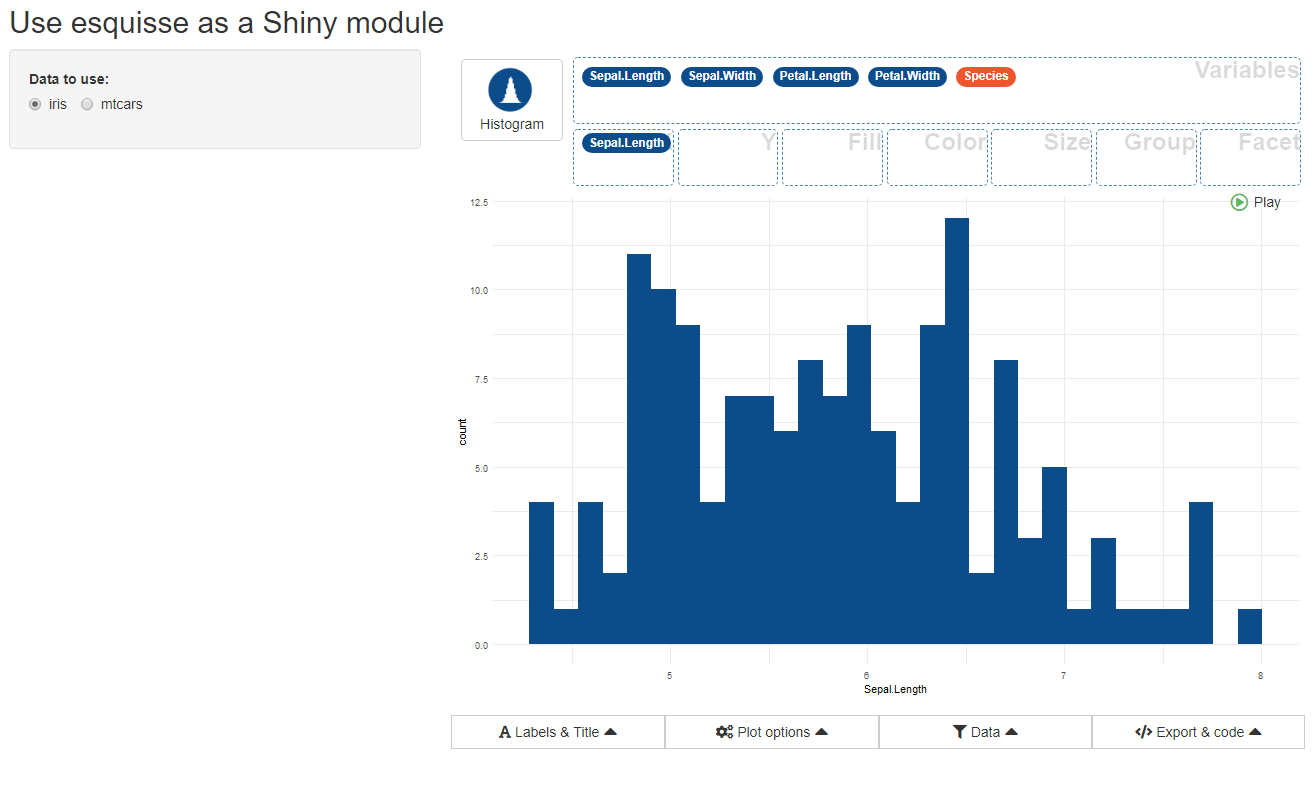 Use esquisse as a Shiny module
Data to use:
iris mtcars
Histogram
Sepal.Length Sepal.Width Petal.Length Petal.Width Species Variables
Sepal.Length Y Fill Color Size Group Facet
Play
12.5
10.0
7.5
5.0
2.5
0.0
count
5 6 7 8
Sepal.Length
Labels & Title Plot options Data Export & code